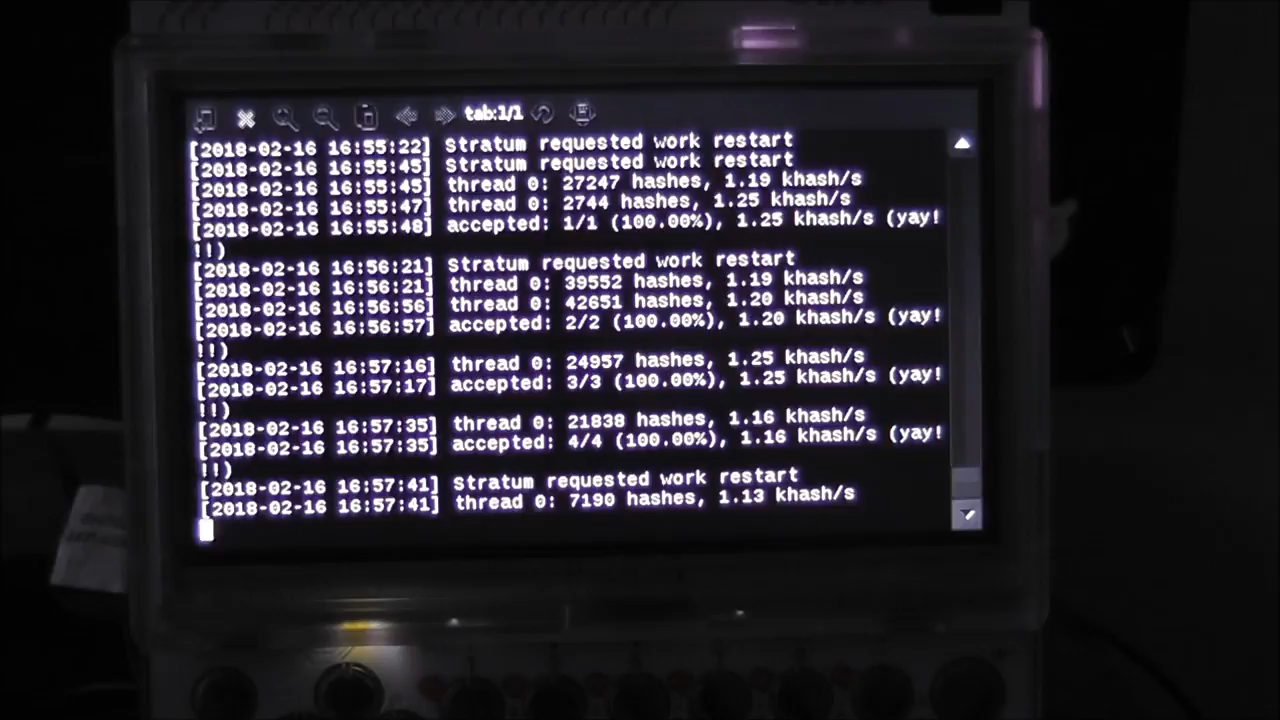 tab:1/1
[2018-02-16 16:55:22] Stratum requested work restart
[2018-02-16 16:55:45] Stratum requested work restart
[2018-02-16 16:55:45] thread 0: 27247 hashes, 1.19 khash/s
[2018-02-16 16:55:47] thread 0: 2744 hashes, 1.25 khash/s
[2018-02-16 16:55:48] accepted: 1/1 (100.00%), 1.25 khash/s (yay!
!!)
[2018-02-16 16:56:21] Stratum requested work restart
[2018-02-16 16:56:21] thread 0: 39552 hashes, 1.19 khash/s
[2018-02-16 16:56:56] thread 0: 42651 hashes, 1.20 khash/s
[2018-02-16 16:56:57] accepted: 2/2 (100.00%), 1.20 khash/s (yay!
!!)
[2018-02-16 16:57:16] thread 0: 24957 hashes, 1.25 khash/s
[2018-02-16 16:57:17] accepted: 3/3 (100.00%), 1.25 khash/s (yay!
!!)
[2018-02-16 16:57:35] thread 0: 21838 hashes, 1.16 khash/s
[2018-02-16 16:57:35] accepted: 4/4 (100.00%), 1.16 khash/s (yay!
!!)
[2018-02-16 16:57:41] Stratum requested work restart
[2018-02-16 16:57:41] thread 0: 7190 hashes, 1.13 khash/s